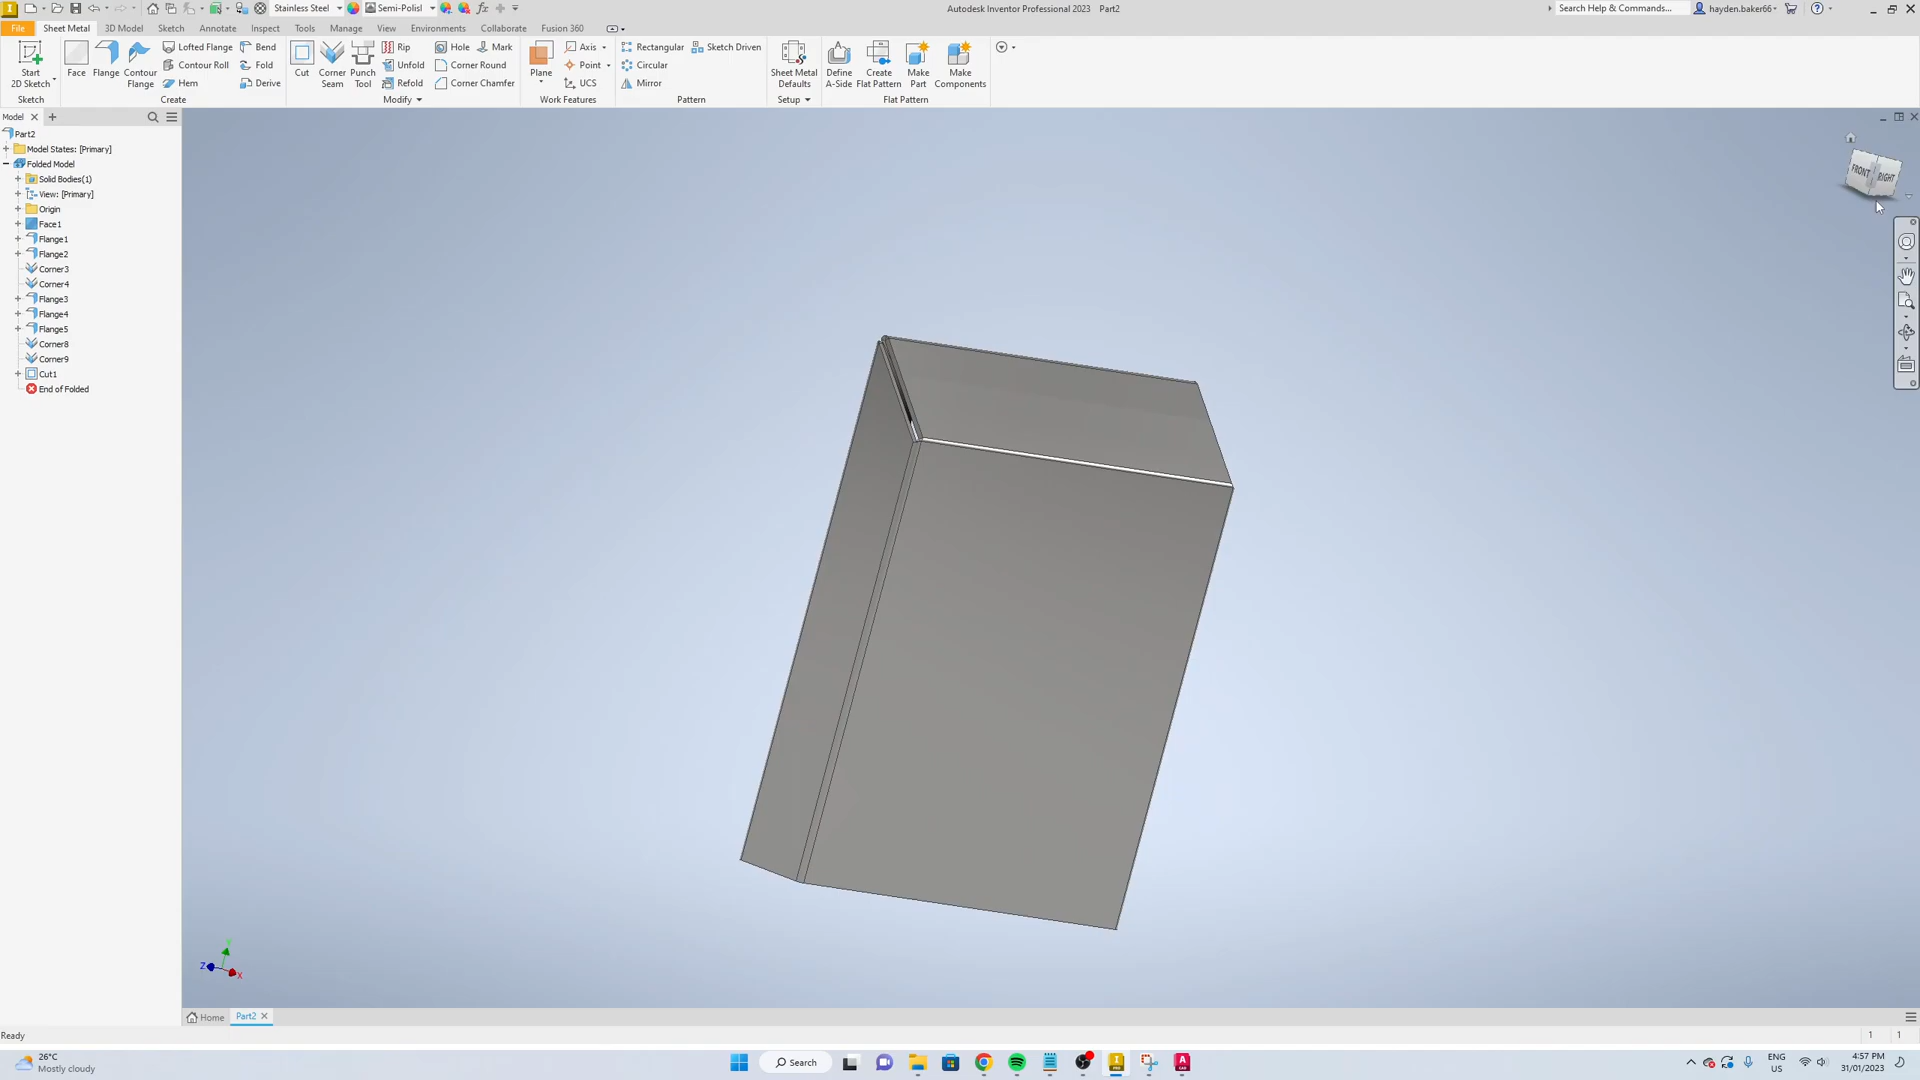 Stainless Steel
Semi-Polisl
Autodesk Inventor Professional 2023 Part2
Search Help & Commands...
hayden.baker66
File
Sheet Metal
3D Model
Sketch
Annotate
Inspect
Tools
Manage
View
Environments
Collaborate
Fusion 360
Start
2D Sketch
Face
Flange
Contour
Flange
Lofted Flange
Contour Roll
Hem
Bend
Fold
Derive
Cut
Corner
Seam
Punch
Tool
Rip
Unfold
Refold
Hole
Mark
Corner Round
Corner Chamfer
Plane
Axis
Point
UCS
Rectangular
Circular
Mirror
Sketch Driven
Sheet Metal
Defaults
Define
A-Side
Create
Flat Pattern
Make
Part
Make
Components
Sketch
Create
Modify
Work Features
Pattern
Setup
Flat Pattern
Model
Part2
Model States: [Primary]
Folded Model
Solid Bodies(1)
View: [Primary]
Origin
Face1
Flange1
Flange2
Corner3
Corner4
Flange3
Flange4
Flange5
Corner8
Corner9
Cut1
End of Folded
FRONT
RIGHT
Y
Z
X
Home
Part2
Ready
1
1
26°C
Mostly cloudy
Search
ENG
US
4:57 PM
31/01/2023